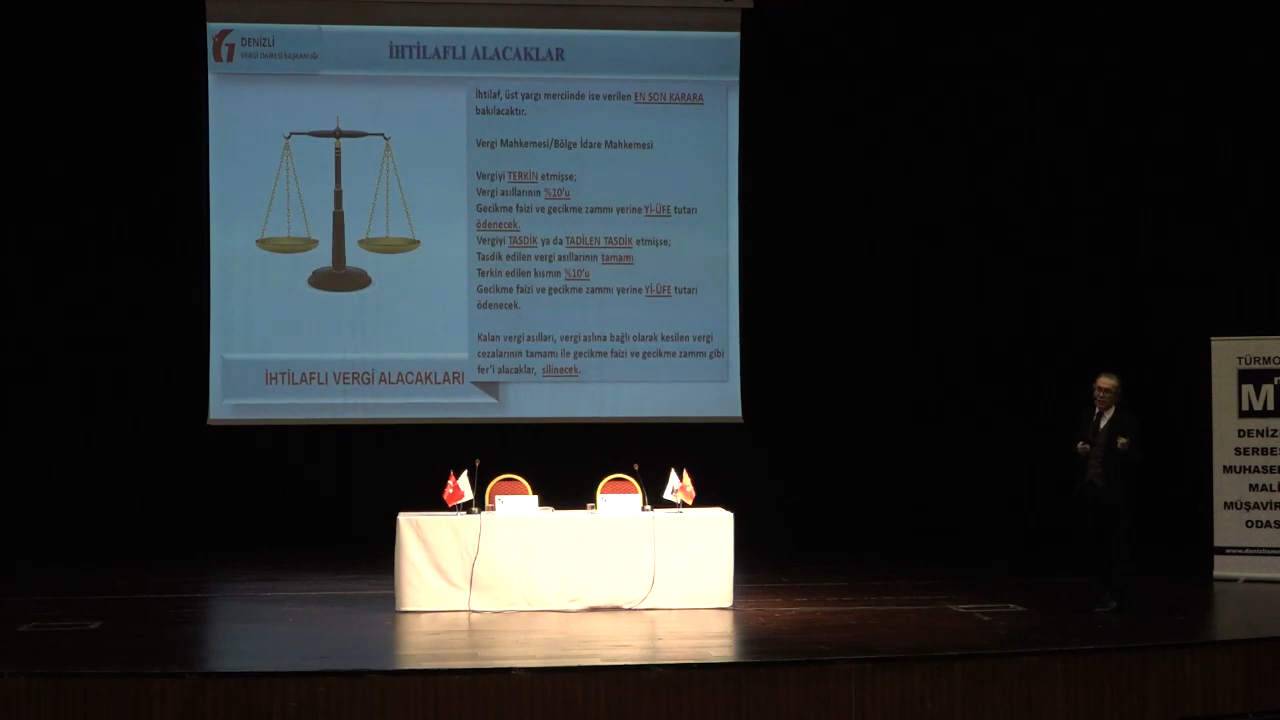 DENİZLİ
VERGİ DAİRESİ BAŞKANLIĞI
İHTİLAFLI ALACAKLAR
İhtilaf, üst yargı merciinde ise verilen EN SON KARARA
bakılacaktır.
Vergi Mahkemesi/Bölge İdare Mahkemesi
Vergiyi TERKİN etmişse;
Vergi asıllarının %10'u
Gecikme faizi ve gecikme zammı yerine Yİ-ÜFE tutarı
ödenecek.
Vergiyi TASDİK ya da TADİLEN TASDİK etmişse;
Tasdik edilen vergi asıllarının tamamı
Terkin edilen kısmın %10'u
Gecikme faizi ve gecikme zammı yerine Yİ-ÜFE tutarı
ödenecek.
Kalan vergi asılları, vergi aslına bağlı olarak kesilen vergi
cezalarının tamamı ile gecikme faizi ve gecikme zammı gibi
fer'i alacaklar, silinecek.
İHTİLAFLI VERGİ ALACAKLARI
TÜRMO
M
DENİZ
SERBES
MUHASE
MALİ
MÜŞAVİR
ODAS